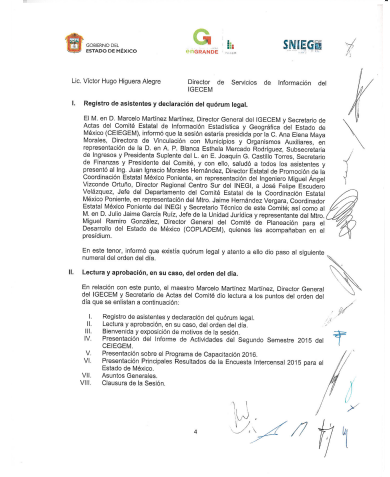 GOBIERNO DEL
ESTADO DE MÉXICO
G
GRANDE
SNIEG
Lic. Víctor Hugo Higuera Alegre Director de Servicios de Información del
IGECEM
I. Registro de asistentes y declaración del quórum legal.
El M. en D. Marcelo Martínez Martínez, Director General del IGECEM y Secretario de
Actas del Comité Estatal de Información Estadística y Geográfica del Estado de
México (CEIEGEM), informó que la sesión estaría presidida por la C. Ana Elena Maya
Morales, Directora de Vinculación con Municipios y Organismos Auxiliares, en
representación de la D. en A. P. Blanca Esthela Mercado Rodríguez, Subsecretaria
de Ingresos y Presidenta Suplente del L. en E. Joaquín G. Castillo Torres, Secretario
de Finanzas y Presidente del Comité, con ello, saludó a todos los asistentes y
presentó al Ing. Juan Ignacio Morales Hernández, Director Estatal de Promoción de la
Coordinación Estatal México Poniente, en representación del Ingeniero Miguel Ángel
Vizconde Ortuño, Director Regional Centro Sur del INEGI, a José Felipe Escudero
Velázquez, Jefe del Departamento del Comité Estatal de la Coordinación Estatal
México Poniente, en representación del Mtro. Jaime Hernández Vergara, Coordinador
Estatal México Poniente del INEGI y Secretario Técnico de este Comité; así como al
M. en D. Julio Jaime García Ruíz, Jefe de la Unidad Jurídica y representante del Mtro.
Miguel Ramiro González, Director General del Comité de Planeación para el
Desarrollo del Estado de México (COPLADEM), quienes les acompañaban en el
presídium.
En este tenor, informó que existía quórum legal y atento a ello dio paso al siguiente
numeral del orden del día.
II. Lectura y aprobación, en su caso, del orden del día.
En relación con este punto, el maestro Marcelo Martínez Martínez, Director General
del IGECEM y Secretario de Actas del Comité dio lectura a los puntos del orden del
día que se enlistan a continuación:
I. Registro de asistentes y declaración del quórum legal.
II. Lectura y aprobación, en su caso, del orden del día.
III. Bienvenida y exposición de motivos de la sesión.
IV. Presentación del Informe de Actividades del Segundo Semestre 2015 del
CEIEGEM.
V. Presentación sobre el Programa de Capacitación 2016.
VI. Presentación Principales Resultados de la Encuesta Intercensal 2015 para el
Estado de México.
VII. Asuntos Generales.
VIII. Clausura de la Sesión.
4